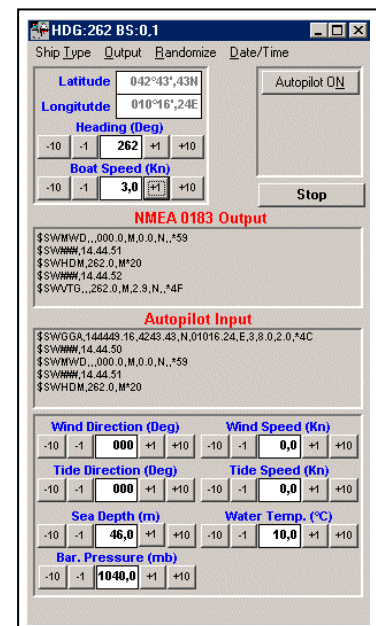 HDG:262 BS:0,1
Ship Type Output Randomize Date/Time
Latitude 042°43',43N
Longitutde 010°16',24E
Heading (Deg)
-10 -1 262 +1 +10
Boat Speed (Kn)
-10 -1 3,0 +1 +10
Autopilot ON
Stop
NMEA 0183 Output
$SWMWD,,,000.0,M,0.0,N,,*59
$SW###,14.44.51
$SWHDM,262.0,M*20
$SW###,14.44.52
$SWVTG,,,262.0,M,2.9,N,,*4F
Autopilot Input
$SWGGA,144449.16,4243.43,N,01016.24,E,3,8.0,2.0,*4C
$SW###,14.44.50
$SWMWD,,,000.0,M,0.0,N,,*59
$SW###,14.44.51
$SWHDM,262.0,M*20
Wind Direction (Deg) Wind Speed (Kn)
-10 -1 000 +1 +10 -10 -1 0,0 +1 +10
Tide Direction (Deg) Tide Speed (Kn)
-10 -1 000 +1 +10 -10 -1 0,0 +1 +10
Sea Depth (m) Water Temp. (°C)
-10 -1 46,0 +1 +10 -10 -1 10,0 +1 +10
Bar. Pressure (mb)
-10 -1 1040,0 +1 +10